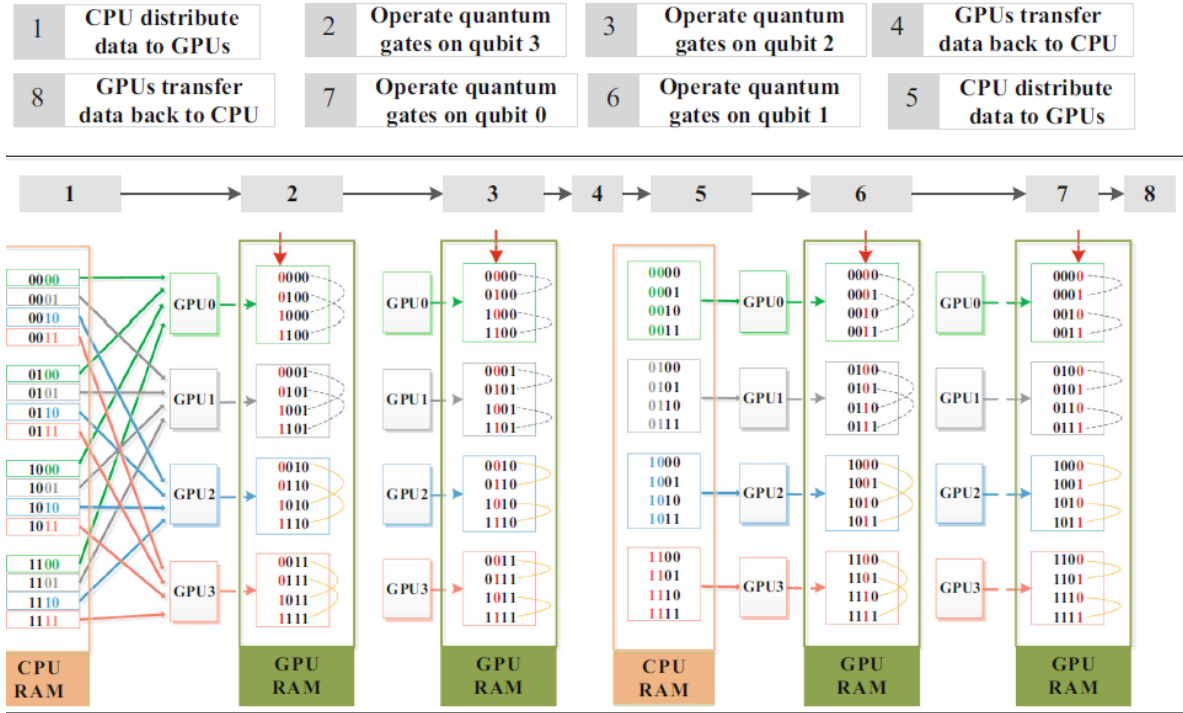 1 CPU distribute data to GPUs
2 Operate quantum gates on qubit 3
3 Operate quantum gates on qubit 2
4 GPUs transfer data back to CPU
8 GPUs transfer data back to CPU
7 Operate quantum gates on qubit 0
6 Operate quantum gates on qubit 1
5 CPU distribute data to GPUs
1 2 3 4 5 6 7 8
0000
0001
0010
0011
0100
0101
0110
0111
1000
1001
1010
1011
1100
1101
1110
1111
CPU
RAM
GPU0
GPU1
GPU2
GPU3
0000
0100
1000
1100
0001
0101
1001
1101
0010
0110
1010
1110
0011
0111
1011
1111
GPU
RAM
GPU0
GPU1
GPU2
GPU3
0000
0100
1000
1100
0001
0101
1001
1101
0010
0110
1010
1110
0011
0111
1011
1111
GPU
RAM
0000
0001
0010
0011
0100
0101
0110
0111
1000
1001
1010
1011
1100
1101
1110
1111
CPU
RAM
GPU0
GPU1
GPU2
GPU3
0000
0001
0010
0011
0100
0101
0110
0111
1000
1001
1010
1011
1100
1101
1110
1111
GPU
RAM
GPU0
GPU1
GPU2
GPU3
0000
0001
0010
0011
0100
0101
0110
0111
1000
1001
1010
1011
1100
1101
1110
1111
GPU
RAM